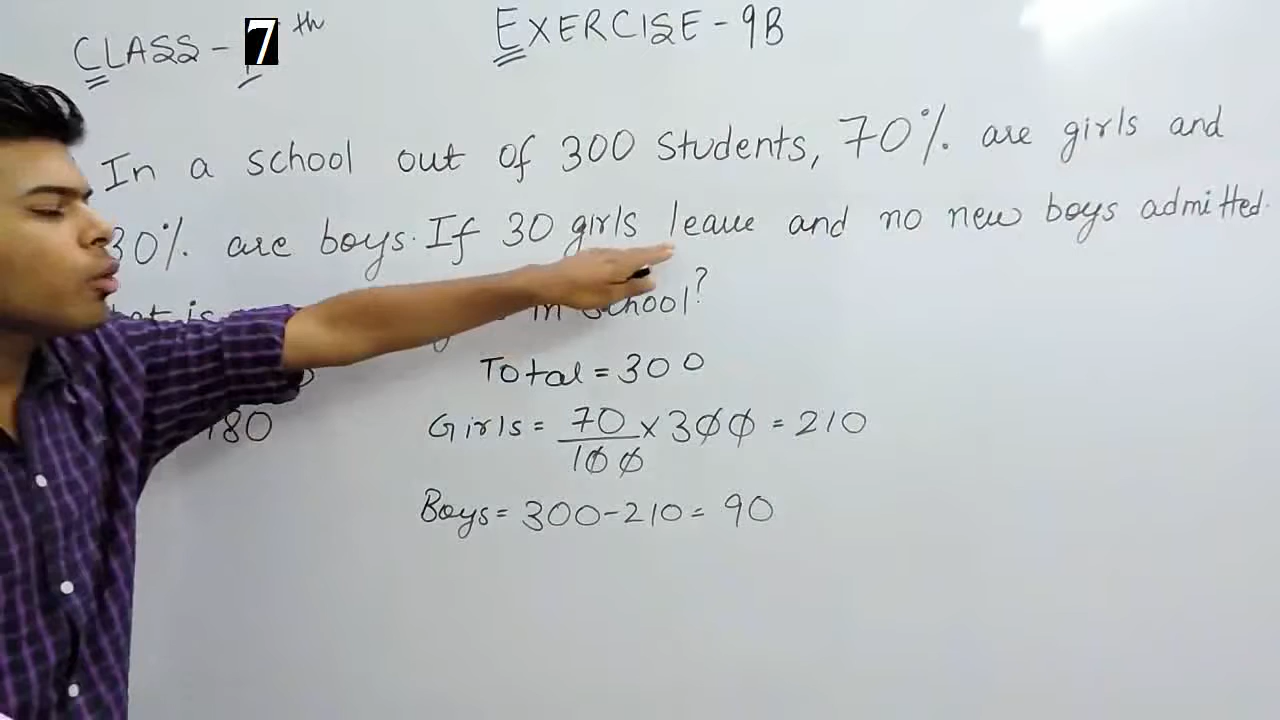 CLASS - 7th
EXERCISE - 9B
In a school out of 300 students, 70% are girls and
30% are boys. If 30 girls leave and no new boys admitted.
is in school?
Total = 300
180
Girls = 70/100 x 300 = 210
Boys = 300 - 210 = 90